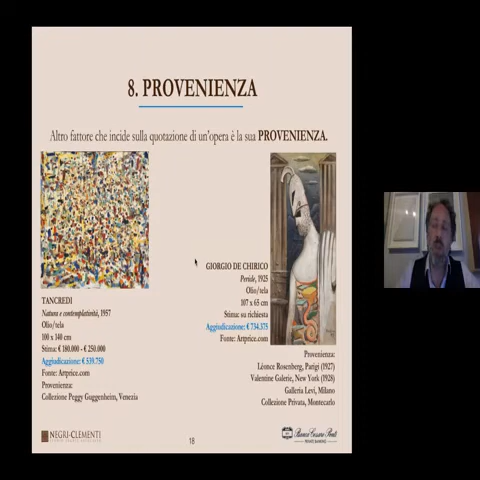 8. PROVENIENZA
Altro fattore che incide sulla quotazione di un'opera è la sua PROVENIENZA.
TANCREDI
Natura e contemplatività, 1957
Olio/tela
100 x 140 cm
Stima: € 180.000 - € 250.000
Aggiudicazione: € 539.750
Fonte: Artprice.com
Provenienza:
Collezione Peggy Guggenheim, Venezia
GIORGIO DE CHIRICO
Pericle, 1925
Olio/tela
107 x 65 cm
Stima: su richiesta
Aggiudicazione: € 734.375
Fonte: Artprice.com
Provenienza:
Léonce Rosenberg, Parigi (1927)
Valentine Galerie, New York (1928)
Galleria Levi, Milano
Collezione Privata, Montecarlo
NEGRI-CLEMENTI
18
Banca Cesare Ponti